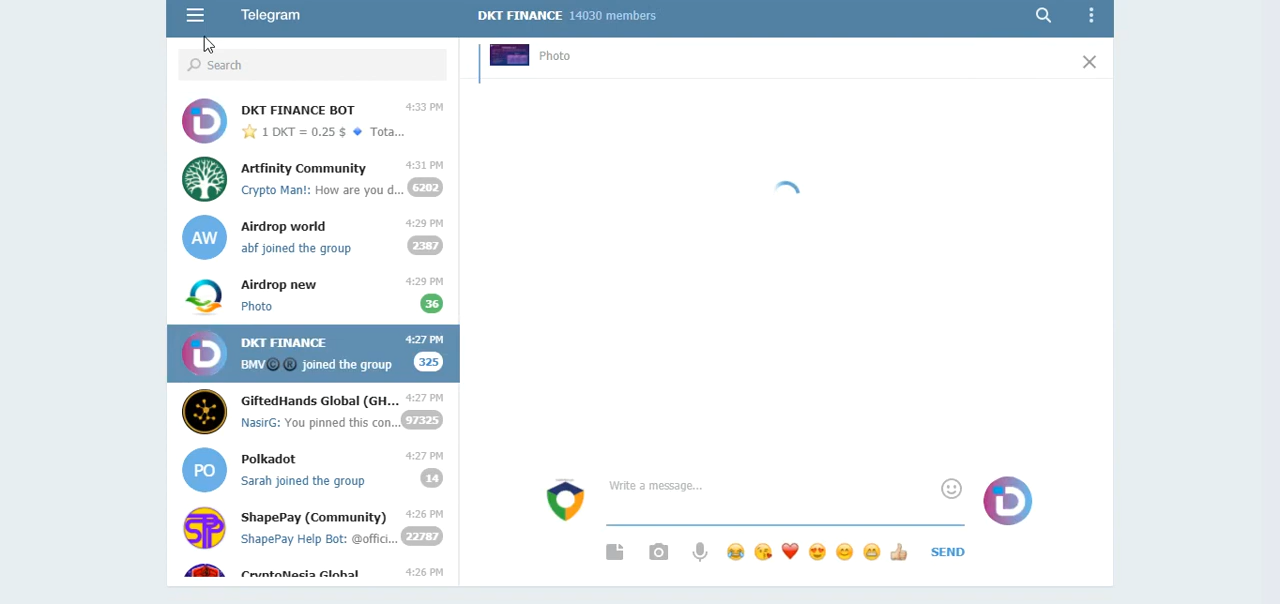 Telegram
DKT FINANCE 14030 members
Search
Photo
DKT FINANCE BOT 4:33 PM
⭐ 1 DKT = 0.25 $ 🔹 Tota...
Artfinity Community 4:31 PM
Crypto Man!: How are you d... 6202
AW
Airdrop world 4:29 PM
abf joined the group 2387
Airdrop new 4:29 PM
Photo 36
DKT FINANCE 4:27 PM
BMV©️®️ joined the group 325
GiftedHands Global (GH... 4:27 PM
NasirG: You pinned this con... 97325
PO
Polkadot 4:27 PM
Sarah joined the group 14
SP
ShapePay (Community) 4:26 PM
ShapePay Help Bot: @offici... 22787
CryptoNesia Global 4:26 PM
Write a message...
SEND